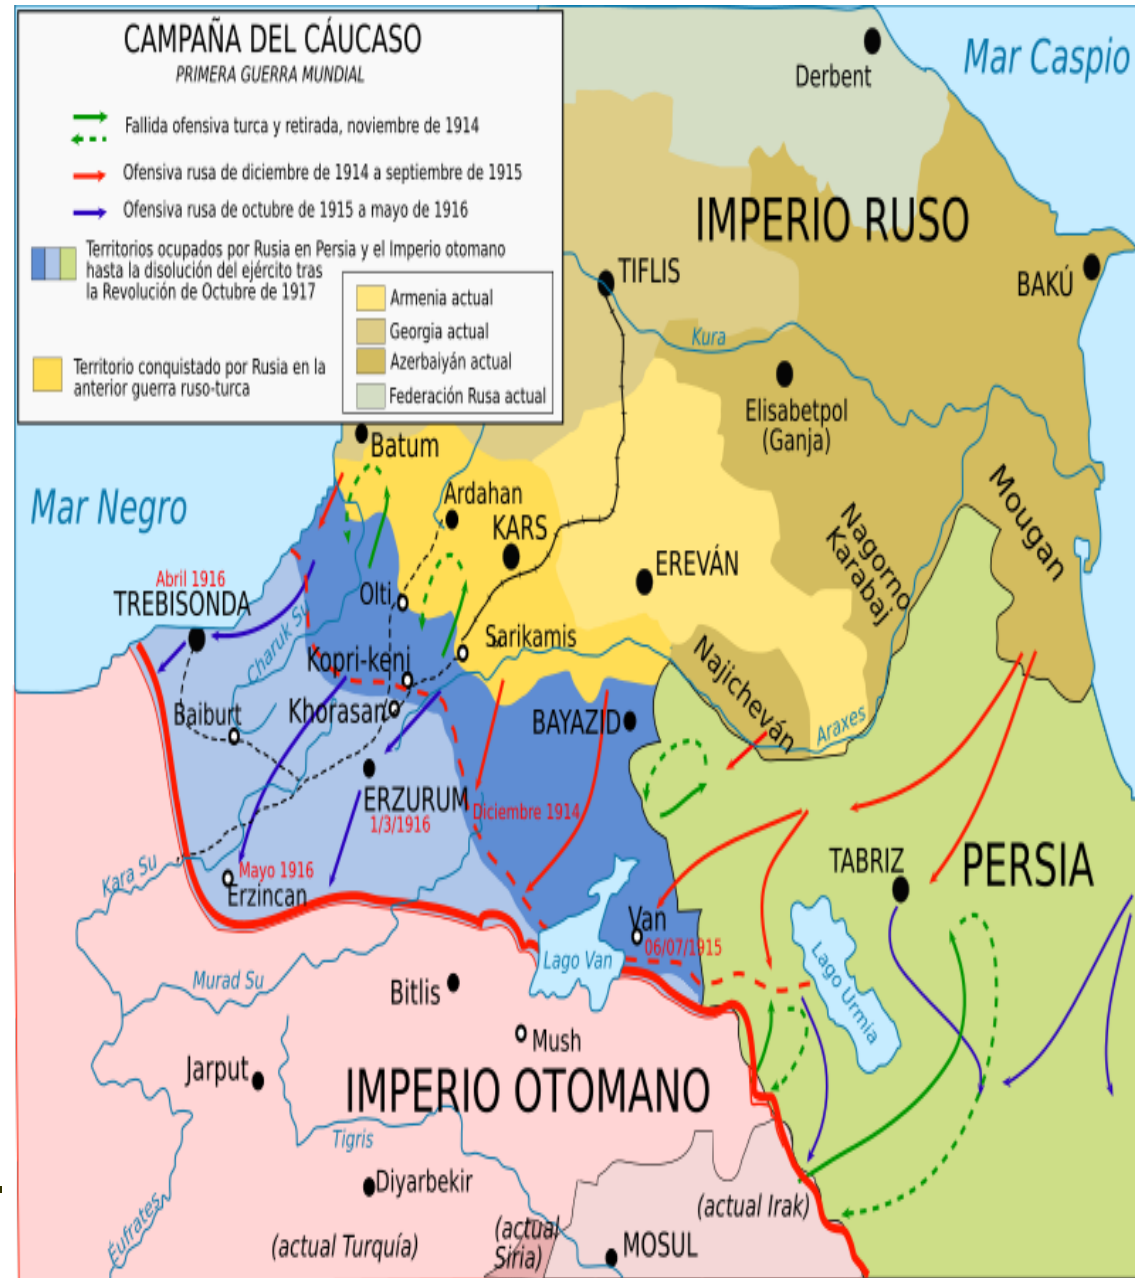 CAMPAÑA DEL CÁUCASO
PRIMERA GUERRA MUNDIAL
Fallida ofensiva turca y retirada, noviembre de 1914
Ofensiva rusa de diciembre de 1914 a septiembre de 1915
Ofensiva rusa de octubre de 1915 a mayo de 1916
Territorios ocupados por Rusia en Persia y el Imperio otomano
hasta la disolución del ejército tras
la Revolución de Octubre de 1917
Territorio conquistado por Rusia en la
anterior guerra ruso-turca
Armenia actual
Georgia actual
Azerbaiyán actual
Federación Rusa actual
Mar Caspio
Derbent
IMPERIO RUSO
TIFLIS
BAKÚ
Kura
Elisabetpol
(Ganja)
Batum
Mar Negro
Ardahan
KARS
Mougan
Nagorno
Karabaj
EREVÁN
Abril 1916
TREBISONDA
Olti
Charuk Su
Sarikamis
Kopri-keni
Najicheván
Baiburt
Khorasan
BAYAZID
Araxes
ERZURUM
1/3/1916
Diciembre 1914
Kara Su
Mayo 1916
Erzincan
TABRIZ
PERSIA
Van
06/07/1915
Lago Van
Lago Urmia
Murad Su
Bitlis
Mush
Jarput
IMPERIO OTOMANO
Tigris
Diyarbekir
Éufrates
(actual Turquía)
(actual
Siria)
(actual Irak)
MOSUL